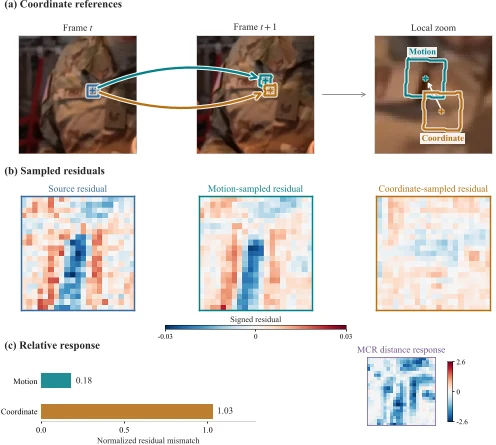 (a) Coordinate references
Frame t
Frame t + 1
Local zoom
Motion
Coordinate
(b) Sampled residuals
Source residual
Motion-sampled residual
Coordinate-sampled residual
Signed residual
-0.03
0
0.03
(c) Relative response
MCR distance response
Motion
0.18
Coordinate
1.03
0.0
0.5
1.0
Normalized residual mismatch
2.6
0
-2.6